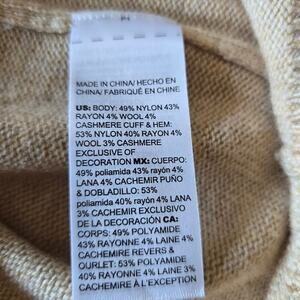 MADE IN CHINA/ HECHO EN
CHINA/ FABRIQUÉ EN CHINE
US: BODY: 49% NYLON 43%
RAYON 4% WOOL 4%
CASHMERE CUFF & HEM:
53% NYLON 40% RAYON 4%
WOOL 3% CASHMERE
EXCLUSIVE OF
DECORATION MX: CUERPO:
49% poliamida 43% rayón 4%
LANA 4% CACHEMIR PUÑO
& DOBLADILLO: 53%
poliamida 40% rayón 4% LANA
3% CACHEMIR EXCLUSIVO
DE LA DECORACIÓN CA:
CORPS: 49% POLYAMIDE
43% RAYONNE 4% LAINE 4%
CACHEMIRE REVERS &
OURLET: 53% POLYAMIDE
40% RAYONNE 4% LAINE 3%
CACHEMIRE À L'EXCEPTION